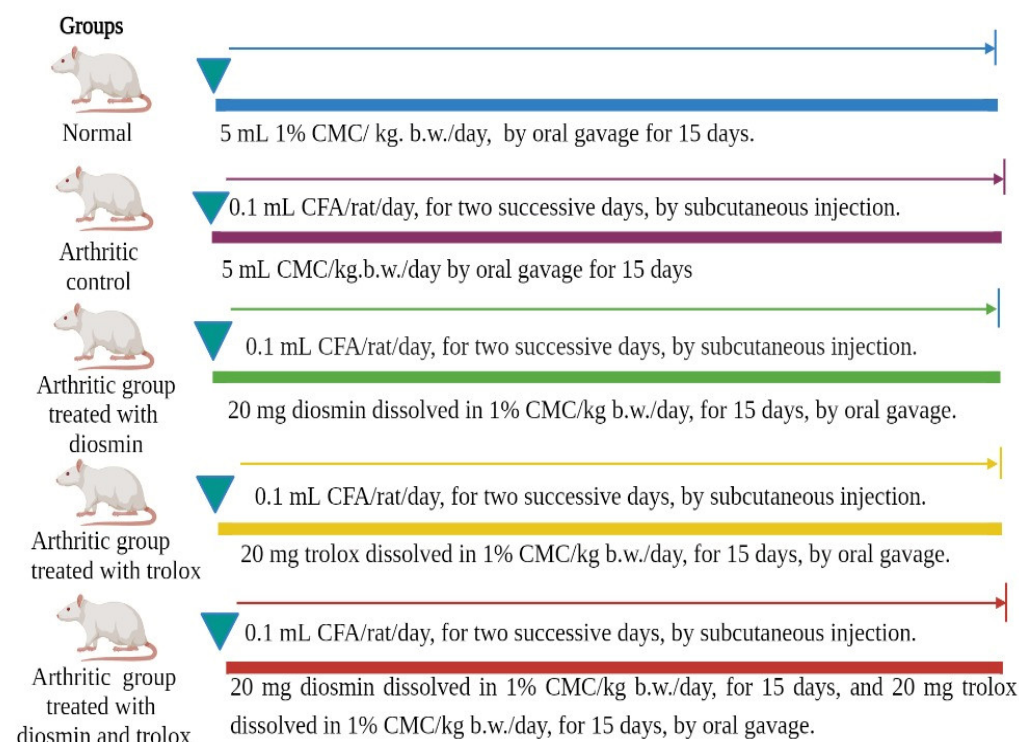 Groups
Normal
5 mL 1% CMC/ kg. b.w./day, by oral gavage for 15 days.
0.1 mL CFA/rat/day, for two successive days, by subcutaneous injection.
Arthritic
control
5 mL CMC/kg.b.w./day by oral gavage for 15 days
0.1 mL CFA/rat/day, for two successive days, by subcutaneous injection.
Arthritic group
treated with
diosmin
20 mg diosmin dissolved in 1% CMC/kg b.w./day, for 15 days, by oral gavage.
0.1 mL CFA/rat/day, for two successive days, by subcutaneous injection.
Arthritic group
treated with trolox
20 mg trolox dissolved in 1% CMC/kg b.w./day, for 15 days, by oral gavage.
0.1 mL CFA/rat/day, for two successive days, by subcutaneous injection.
Arthritic group
treated with
diosmin and trolox
20 mg diosmin dissolved in 1% CMC/kg b.w./day, for 15 days, and 20 mg trolox
dissolved in 1% CMC/kg b.w./day, for 15 days, by oral gavage.